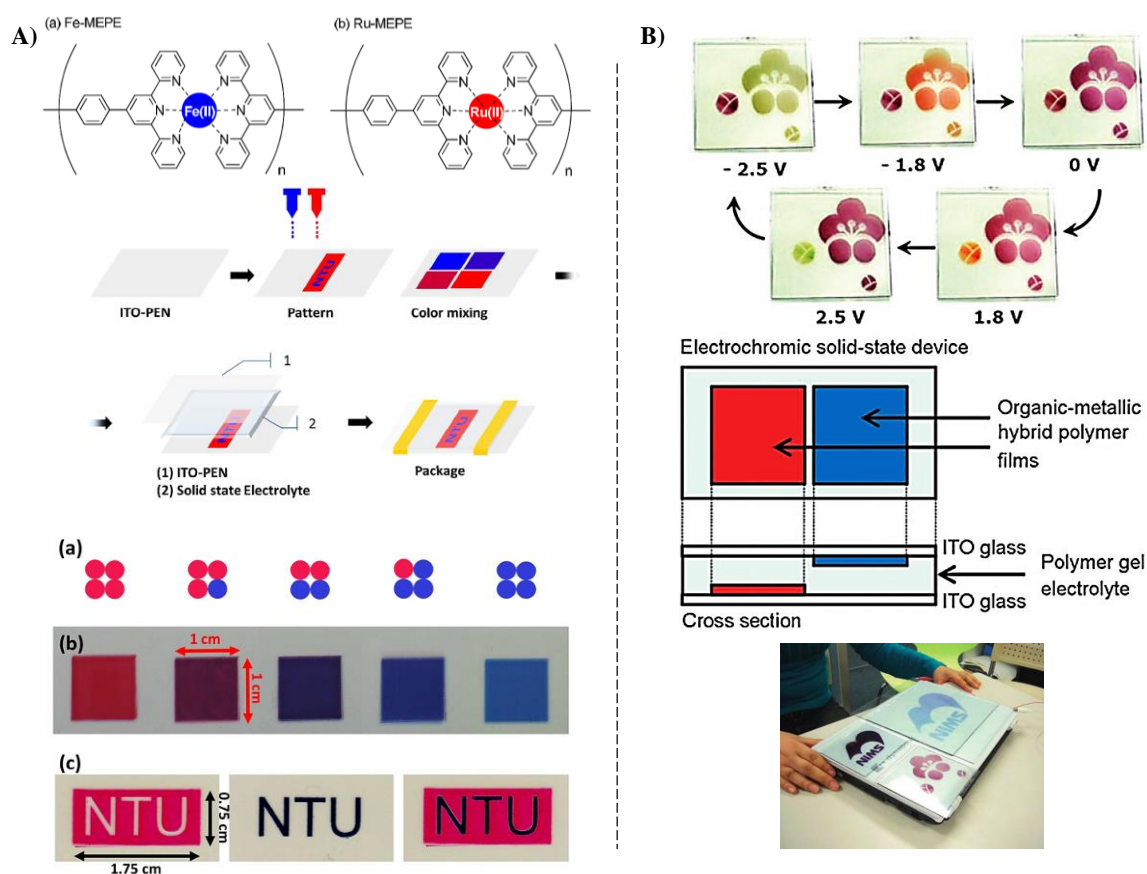 A)
(a) Fe-MEPE
(b) Ru-MEPE
N
N
N
N
N
N
Fe(II)
n
N
N
N
N
N
N
Ru(II)
n
NTU
ITO-PEN
Pattern
Color mixing
1
2
NTU
NTU
(1) ITO-PEN
(2) Solid state Electrolyte
Package
(a)
(b)
1 cm
1 cm
(c)
NTU
NTU
NTU
0.75 cm
1.75 cm
B)
- 2.5 V
- 1.8 V
0 V
2.5 V
1.8 V
Electrochromic solid-state device
Organic-metallic
hybrid polymer
films
ITO glass
Polymer gel
electrolyte
ITO glass
Cross section
NIMS
NIMS